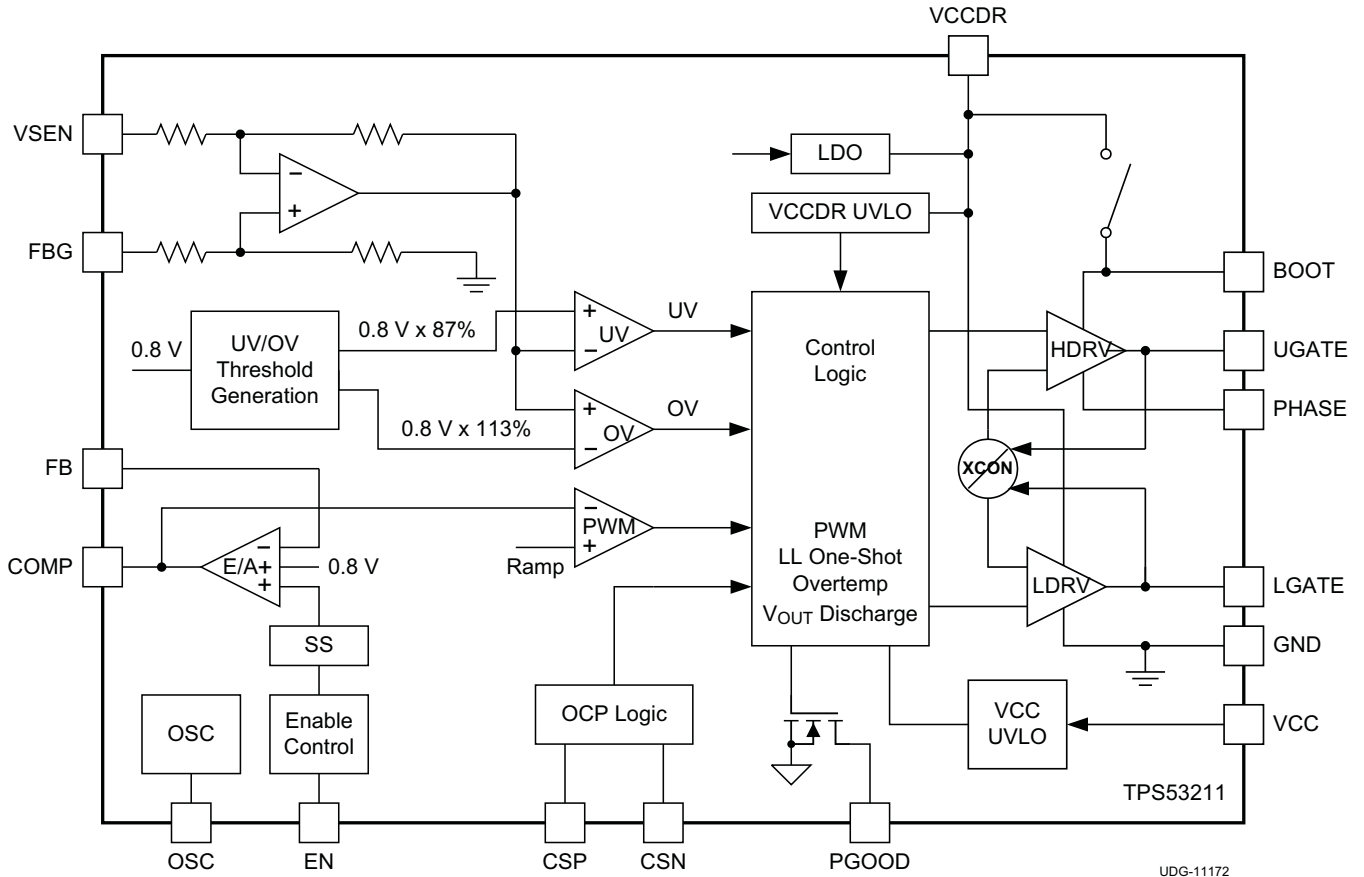 VCCDR
VSEN
LDO
VCCDR UVLO
FBG
BOOT
UV/OV
Threshold
Generation
0.8 V
0.8 V x 87%
0.8 V x 113%
+
−
+
UV
−
UV
+
OV
−
OV
Control
Logic
HDRV
UGATE
PHASE
XCON
FB
COMP
−
E/A+
+
0.8 V
−
PWM
+
Ramp
PWM
LL One-Shot
Overtemp
VOUT Discharge
LDRV
LGATE
GND
SS
OSC
Enable
Control
OCP Logic
VCC
UVLO
VCC
TPS53211
OSC
EN
CSP
CSN
PGOOD
UDG-11172